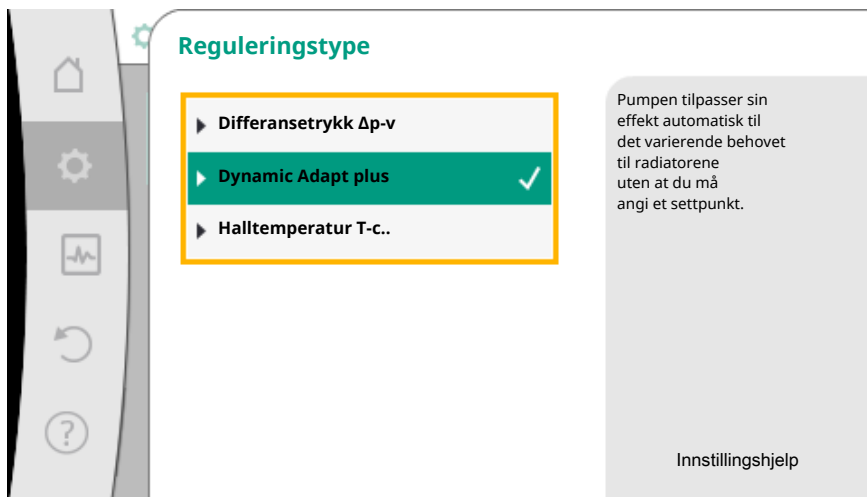 Reguleringstype
Differansetrykk Δp-v
Dynamic Adapt plus
Halltemperatur T-c..
Pumpen tilpasser sin
effekt automatisk til
det varierende behovet
til radiatorene
uten at du må
angi et settpunkt.
Innstillingshjelp
?